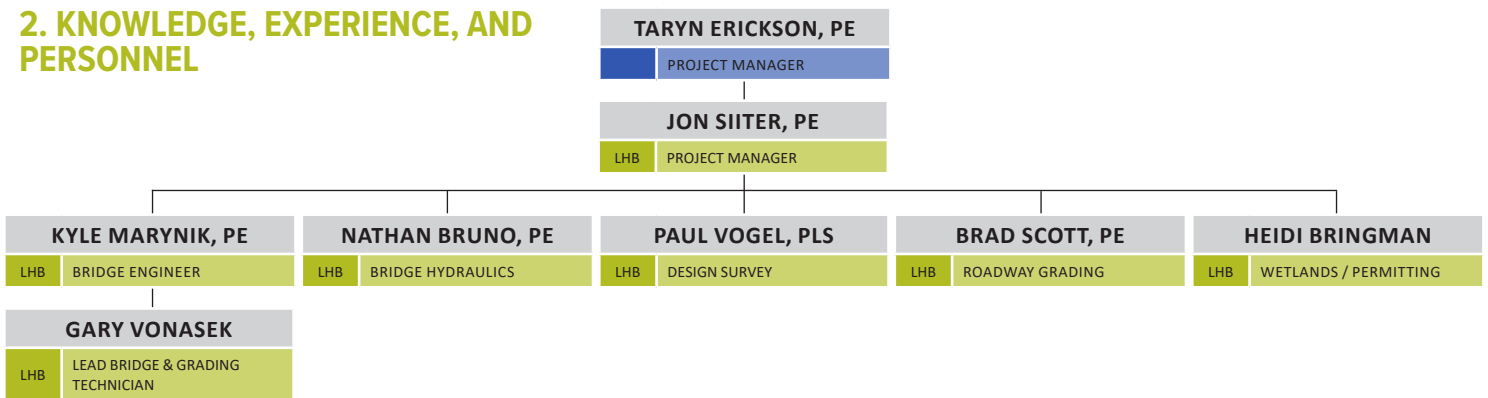 2. KNOWLEDGE, EXPERIENCE, AND
PERSONNEL
TARYN ERICKSON, PE
PROJECT MANAGER
JON SIITER, PE
LHB PROJECT MANAGER
KYLE MARYNIK, PE
LHB BRIDGE ENGINEER
NATHAN BRUNO, PE
LHB BRIDGE HYDRAULICS
PAUL VOGEL, PLS
LHB DESIGN SURVEY
BRAD SCOTT, PE
LHB ROADWAY GRADING
HEIDI BRINGMAN
LHB WETLANDS / PERMITTING
GARY VONASEK
LHB LEAD BRIDGE & GRADING
TECHNICIAN